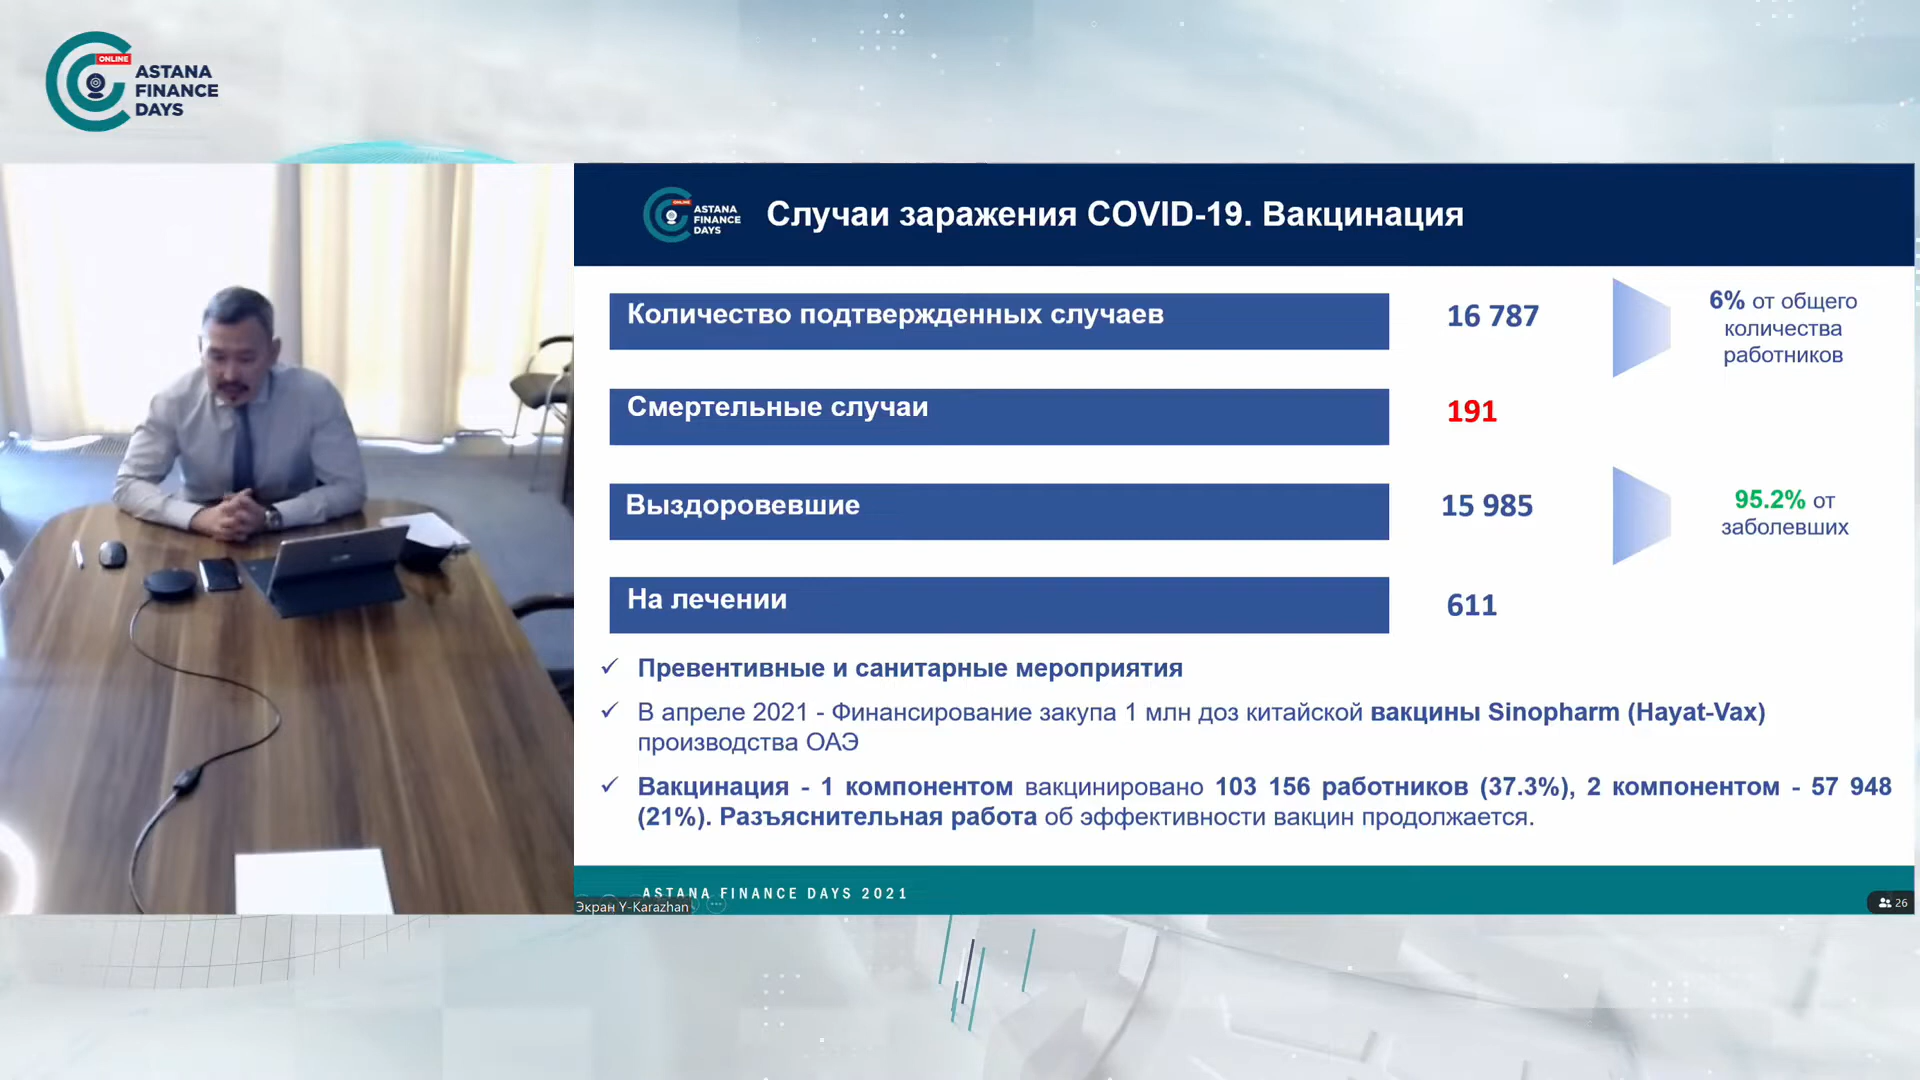 ONLINE
ASTANA
FINANCE
DAYS
ONLINE
ASTANA
FINANCE
DAYS
Случаи заражения COVID-19. Вакцинация
Количество подтвержденных случаев
16 787
6% от общего
количества
работников
Смертельные случаи
191
Выздоровевшие
15 985
95.2% от
заболевших
На лечении
611
✓ Превентивные и санитарные мероприятия
✓ В апреле 2021 - Финансирование закупа 1 млн доз китайской вакцины Sinopharm (Hayat-Vax)
производства ОАЭ
✓ Вакцинация - 1 компонентом вакцинировано 103 156 работников (37.3%), 2 компонентом - 57 948
(21%). Разъяснительная работа об эффективности вакцин продолжается.
ASTANA FINANCE DAYS 2021
Экран Y-Karazhan
26